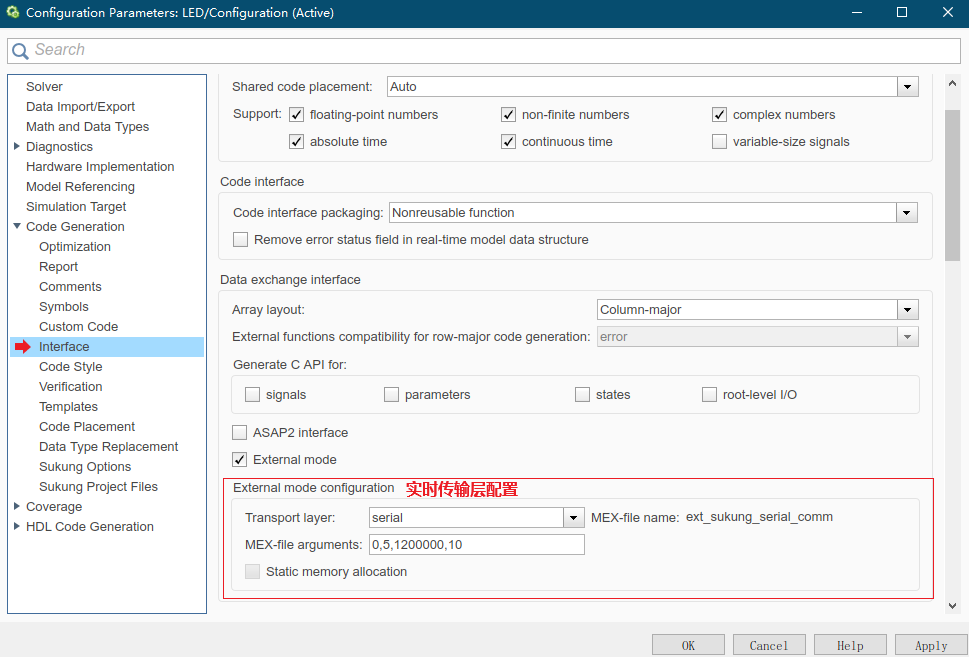 Configuration Parameters: LED/Configuration (Active)
Search
Solver
Data Import/Export
Math and Data Types
Diagnostics
Hardware Implementation
Model Referencing
Simulation Target
Code Generation
Optimization
Report
Comments
Symbols
Custom Code
Interface
Code Style
Verification
Templates
Code Placement
Data Type Replacement
Sukung Options
Sukung Project Files
Coverage
HDL Code Generation
Shared code placement: Auto
Support: floating-point numbers non-finite numbers complex numbers
absolute time continuous time variable-size signals
Code interface
Code interface packaging: Nonreusable function
Remove error status field in real-time model data structure
Data exchange interface
Array layout: Column-major
External functions compatibility for row-major code generation: error
Generate C API for:
signals parameters states root-level I/O
ASAP2 interface
External mode
External mode configuration 实时传输层配置
Transport layer: serial MEX-file name: ext_sukung_serial_comm
MEX-file arguments: 0,5,1200000,10
Static memory allocation
OK Cancel Help Apply